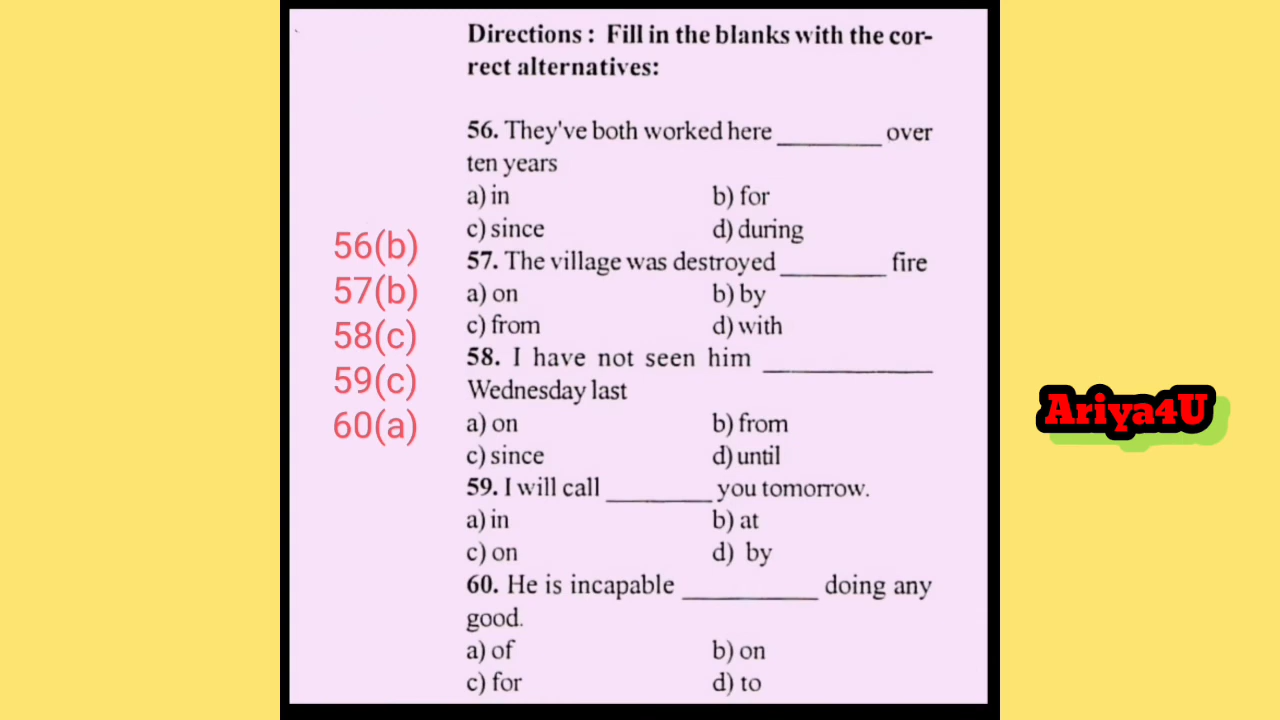 Directions : Fill in the blanks with the cor-
rect alternatives:
56. They've both worked here ________ over
ten years
a) in b) for
c) since d) during
57. The village was destroyed ________ fire
a) on b) by
c) from d) with
58. I have not seen him ____________
Wednesday last
a) on b) from
c) since d) until
59. I will call ________ you tomorrow.
a) in b) at
c) on d) by
60. He is incapable __________ doing any
good.
a) of b) on
c) for d) to
56(b)
57(b)
58(c)
59(c)
60(a)
Ariya4U